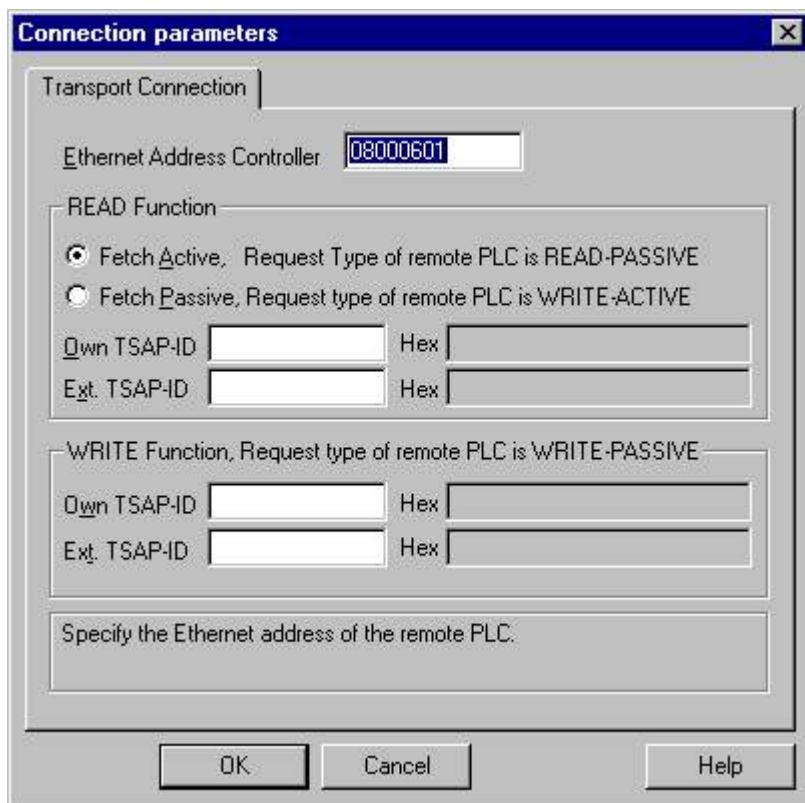 Connection parameters
Transport Connection
Ethernet Address Controller 08000601
READ Function
Fetch Active, Request Type of remote PLC is READ-PASSIVE
Fetch Passive, Request type of remote PLC is WRITE-ACTIVE
Own TSAP-ID Hex
Ext. TSAP-ID Hex
WRITE Function, Request type of remote PLC is WRITE-PASSIVE
Own TSAP-ID Hex
Ext. TSAP-ID Hex
Specify the Ethernet address of the remote PLC.
OK Cancel Help